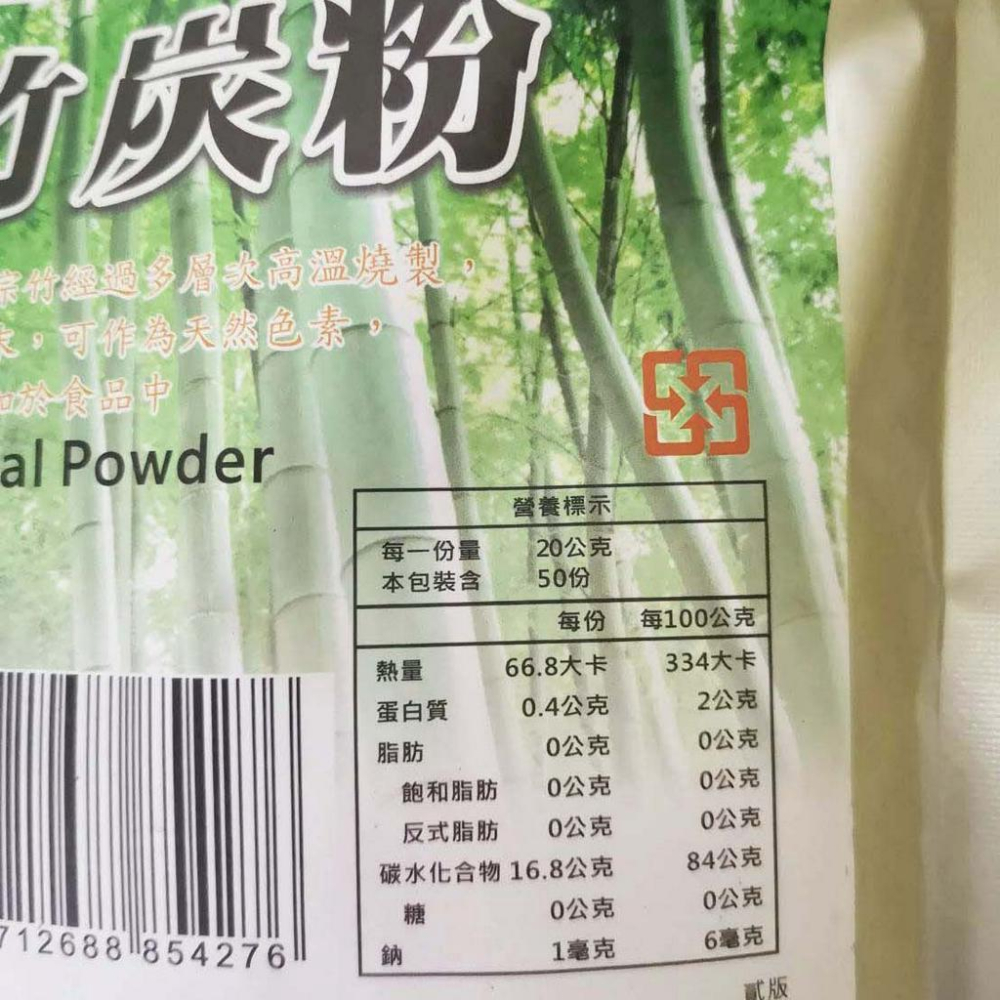 竹炭粉
宗竹經過多層次高溫燒製，
末，可作為天然色素，
加於食品中
al Powder
營養標示
每一份量 20公克
本包裝含 50份
每份 每100公克
熱量 66.8大卡 334大卡
蛋白質 0.4公克 2公克
脂肪 0公克 0公克
飽和脂肪 0公克 0公克
反式脂肪 0公克 0公克
碳水化合物 16.8公克 84公克
糖 0公克 0公克
鈉 1毫克 6毫克
712688 854276
貳版